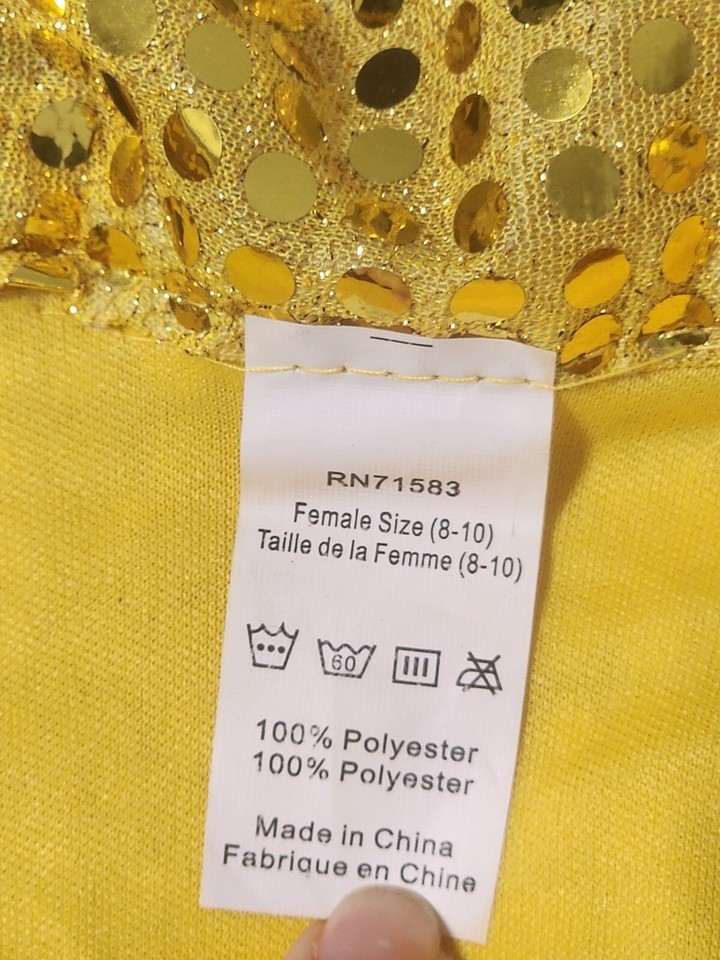 RN71583
Female Size (8-10)
Taille de la Femme (8-10)
60
100% Polyester
100% Polyester
Made in China
Fabrique en Chine